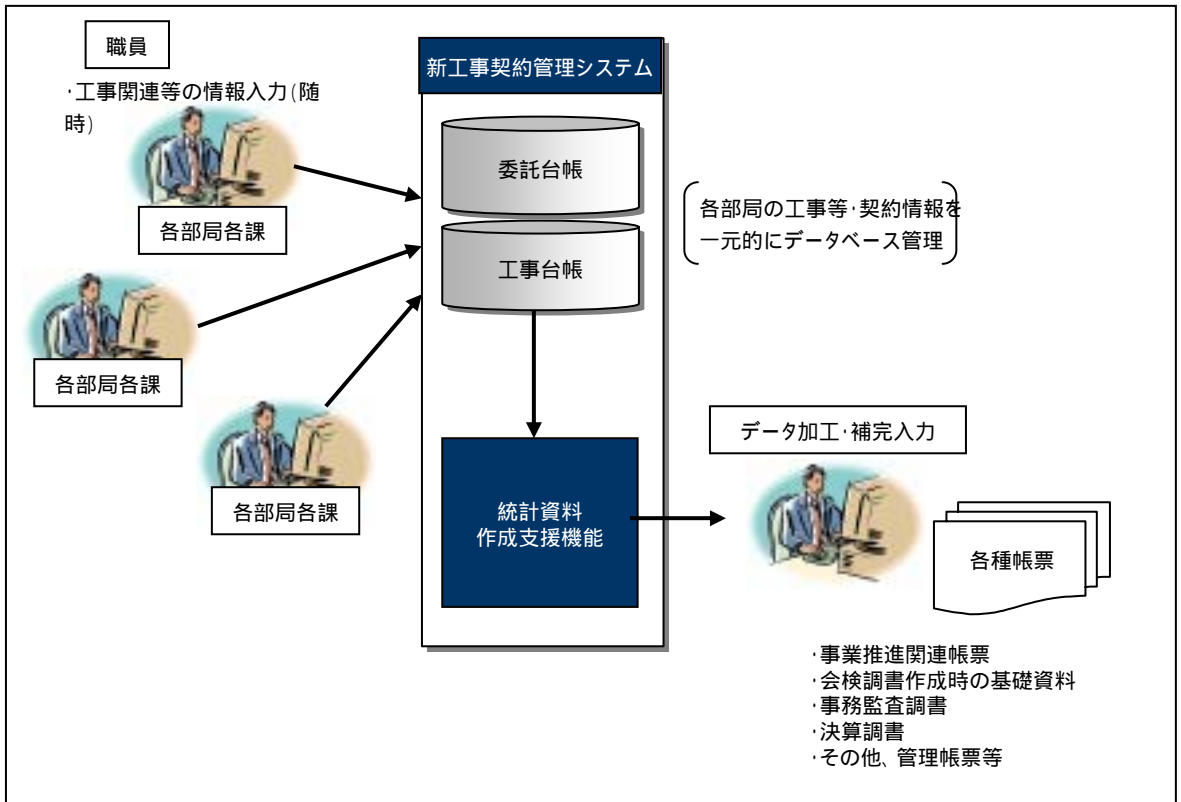 職員
・工事関連等の情報入力(随
時)
各部局各課
各部局各課
各部局各課
新工事契約管理システム
委託台帳
工事台帳
統計資料
作成支援機能
各部局の工事等・契約情報を
一元的にデータベース管理
データ加工・補完入力
各種帳票
・事業推進関連帳票
・会検調書作成時の基礎資料
・事務監査調書
・決算調書
・その他、管理帳票等